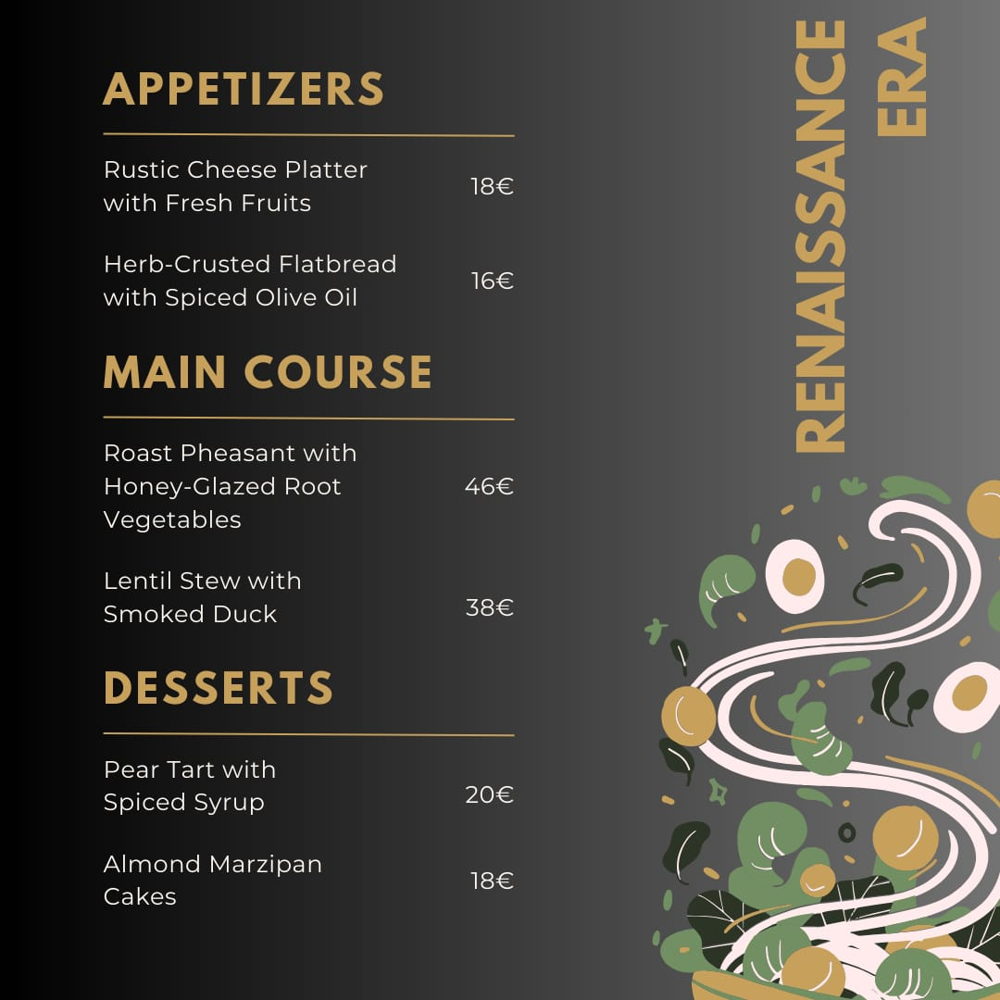 RENAISSANCE
ERA
APPETIZERS
Rustic Cheese Platter
with Fresh Fruits
18€
Herb-Crusted Flatbread
with Spiced Olive Oil
16€
MAIN COURSE
Roast Pheasant with
Honey-Glazed Root
Vegetables
46€
Lentil Stew with
Smoked Duck
38€
DESSERTS
Pear Tart with
Spiced Syrup
20€
Almond Marzipan
Cakes
18€